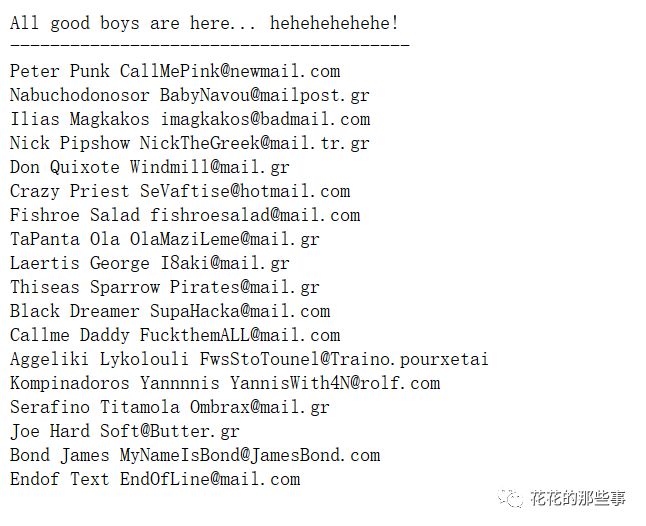 All good boys are here... hehehehehehe!
----------------------------------------
Peter Punk CallMePink@newmail.com
Nabuchodonosor BabyNavou@mailpost.gr
Ilias Magkakos imagkakos@badmail.com
Nick Pipshow NickTheGreek@mail.tr.gr
Don Quixote Windmill@mail.gr
Crazy Priest SeVaftise@hotmail.com
Fishroe Salad fishroesalad@mail.com
TaPanta Ola OlaMaziLeme@mail.gr
Laertis George I8aki@mail.gr
Thiseas Sparrow Pirates@mail.gr
Black Dreamer SupaHacka@mail.com
Callme Daddy FuckthemALL@mail.com
Aggeliki Lykolouli FwsStoTounel@Traino.pourxetai
Kompinadoros Yannnnis YannisWith4N@rolf.com
Serafino Titamola Ombrax@mail.gr
Joe Hard Soft@Butter.gr
Bond James MyNameIsBond@JamesBond.com
Endof Text EndOfLine@mail.com
花花的那些事